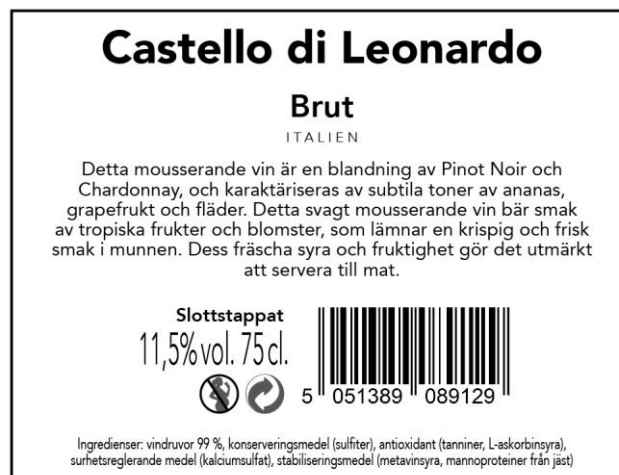 Castello di Leonardo
Brut
ITALIEN
Detta mousserande vin är en blandning av Pinot Noir och
Chardonnay, och karaktäriseras av subtila toner av ananas,
grapefrukt och fläder. Detta svagt mousserande vin bär smak
av tropiska frukter och blomster, som lämnar en krispig och frisk
smak i munnen. Dess fräscha syra och fruktighet gör det utmärkt
att servera till mat.
Slottstappat
11,5% vol. 75 cl.
5 051389 089129
Ingredienser: vindruvor 99 %, konserveringsmedel (sulfiter), antioxidant (tanniner, L-askorbinsyra),
surhetsreglerande medel (kalciumsulfat), stabiliseringsmedel (metavinsyra, mannoproteiner från jäst)